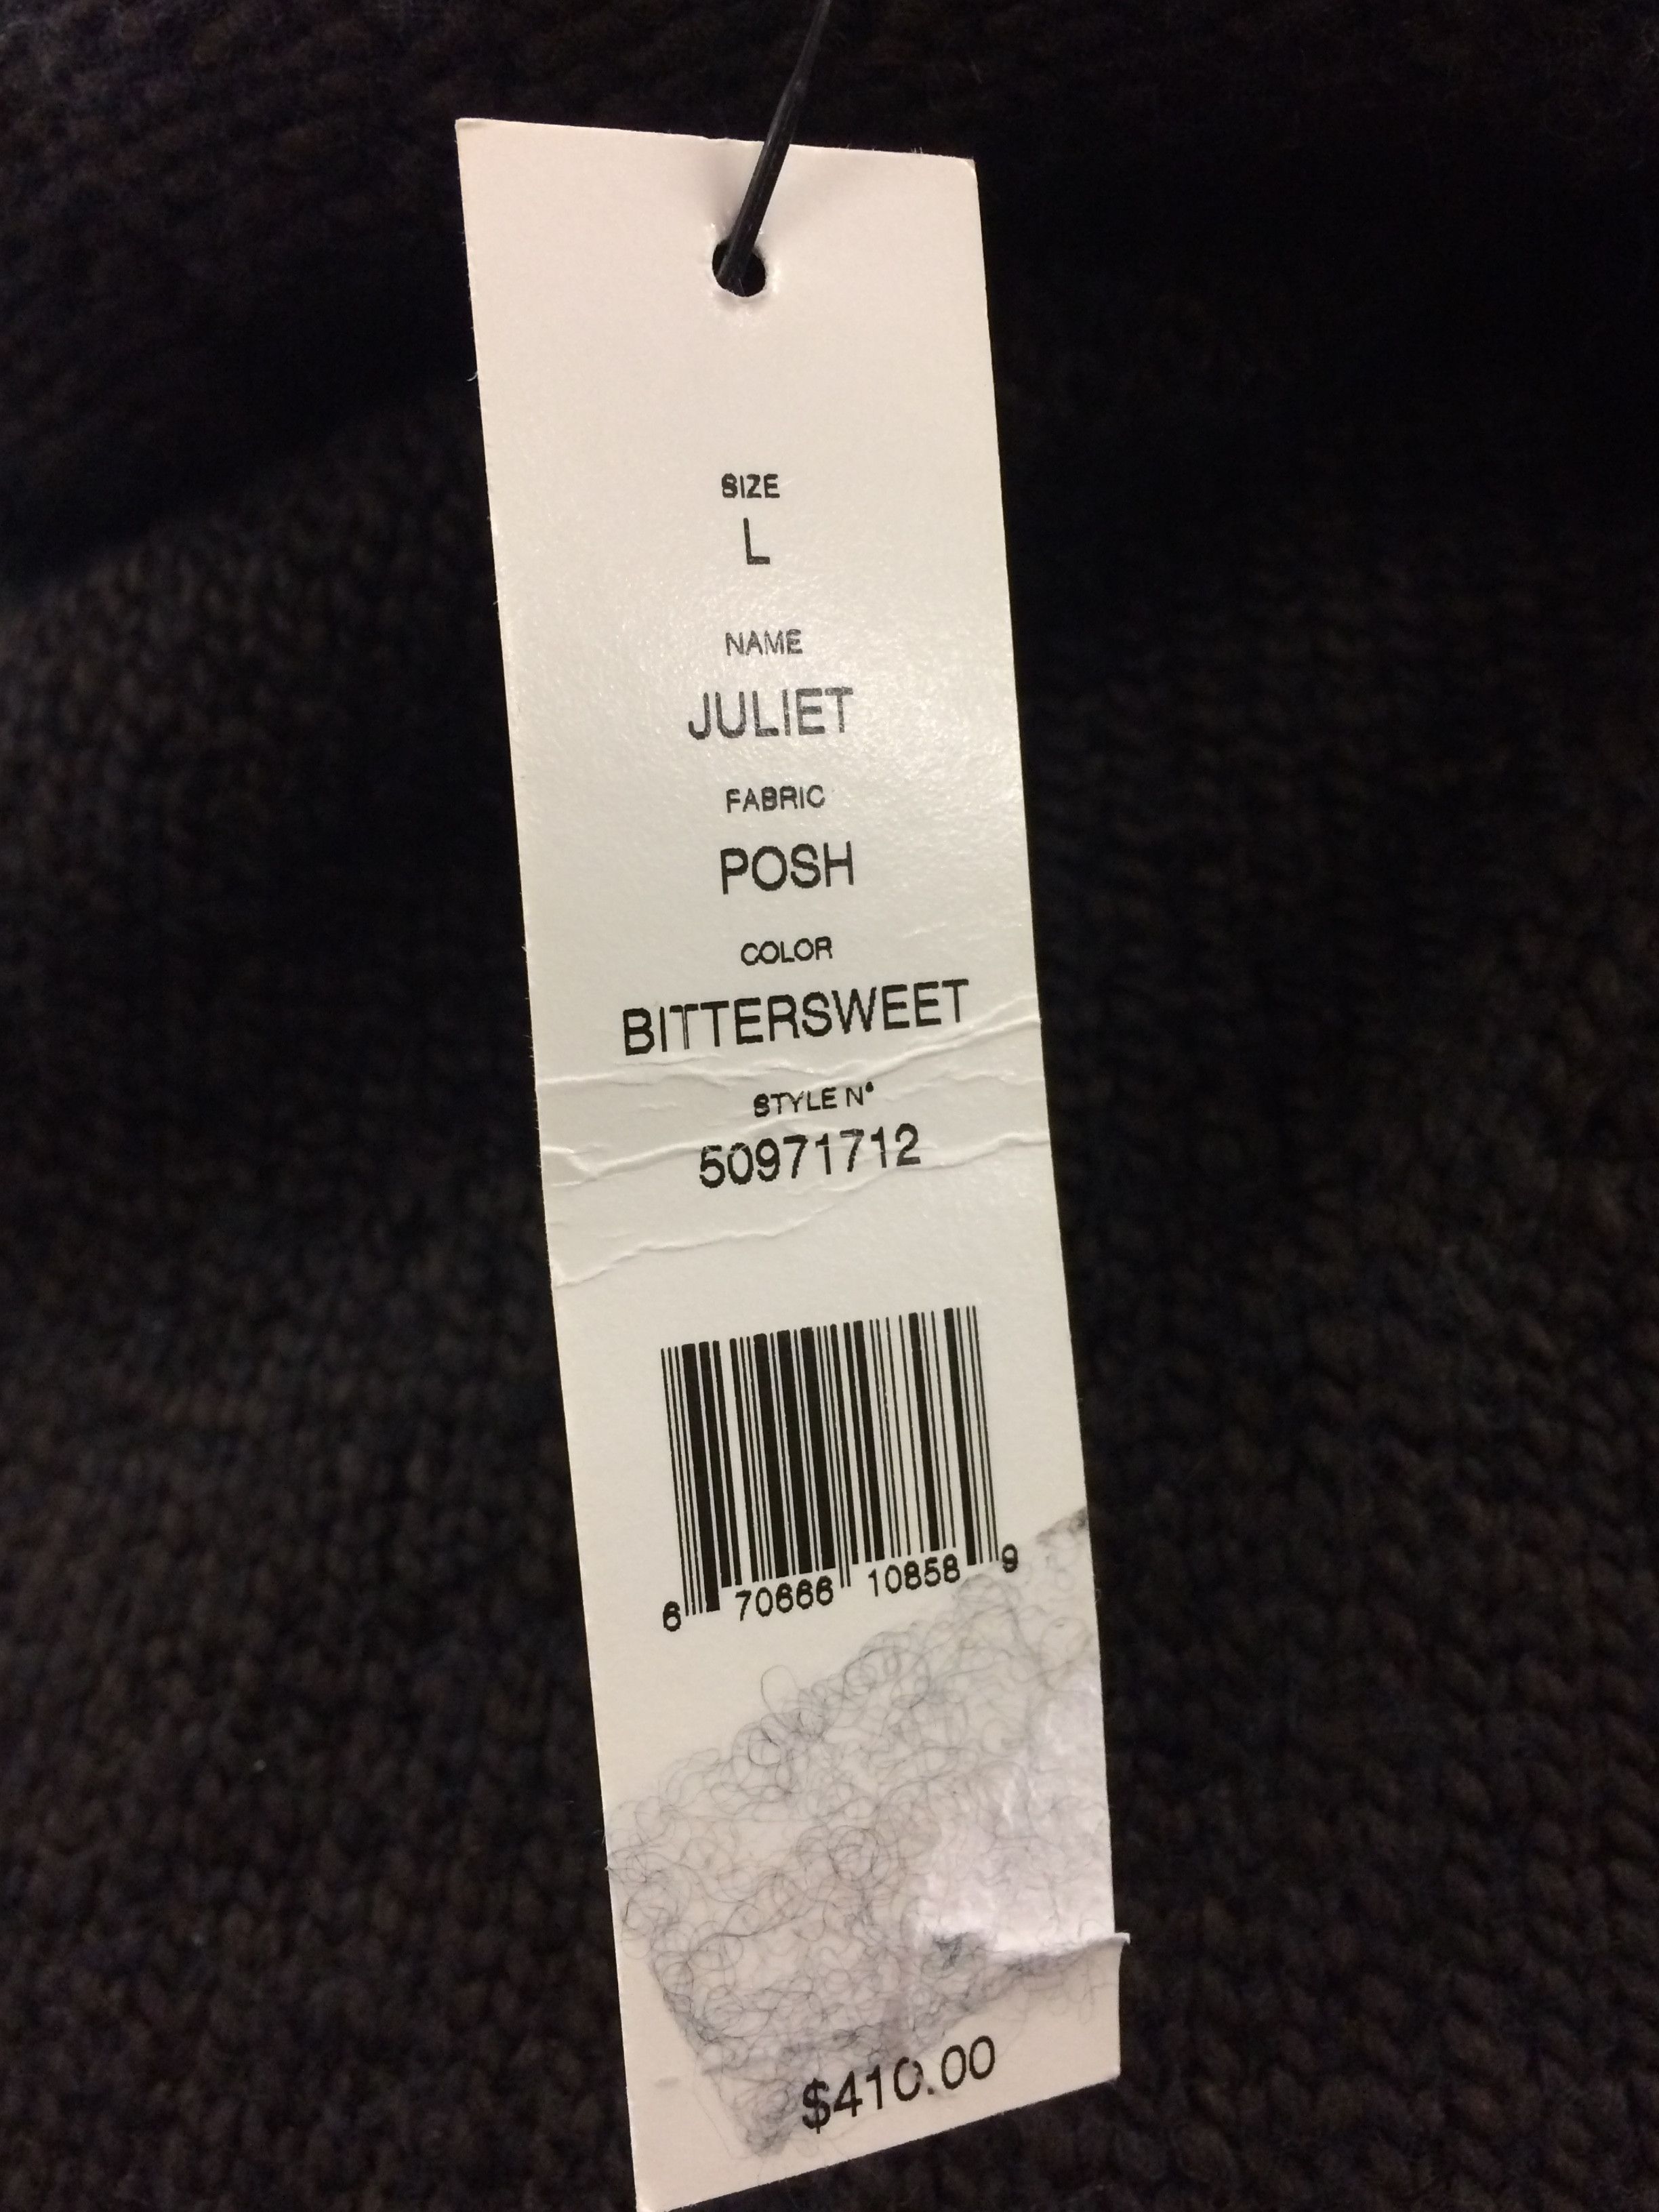 SIZE
L
NAME
JULIET
FABRIC
POSH
COLOR
BITTERSWEET
STYLE N°
50971712
6 70666 10858 9
$410.00